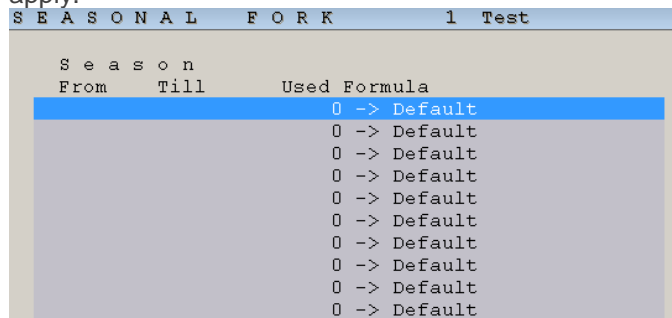 apply.
S E A S O N A L   F O R K   1 Test
S e a s o n
From Till Used Formula
0 -> Default
0 -> Default
0 -> Default
0 -> Default
0 -> Default
0 -> Default
0 -> Default
0 -> Default
0 -> Default
0 -> Default